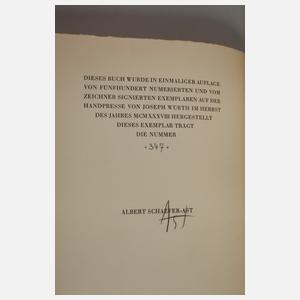 DIESES BUCH WURDE IN EINMALIGER AUFLAGE
VON FÜNFHUNDERT NUMERIERTEN UND VOM
ZEICHNER SIGNIERTEN EXEMPLAREN AUF DER
HANDPRESSE VON JOSEPH WÜRTH IM HERBST
DES JAHRES MCMXXXVIII HERGESTELLT
DIESES EXEMPLAR TRÄGT
DIE NUMMER
·347·
ALBERT SCHAEFER-AST
Ast